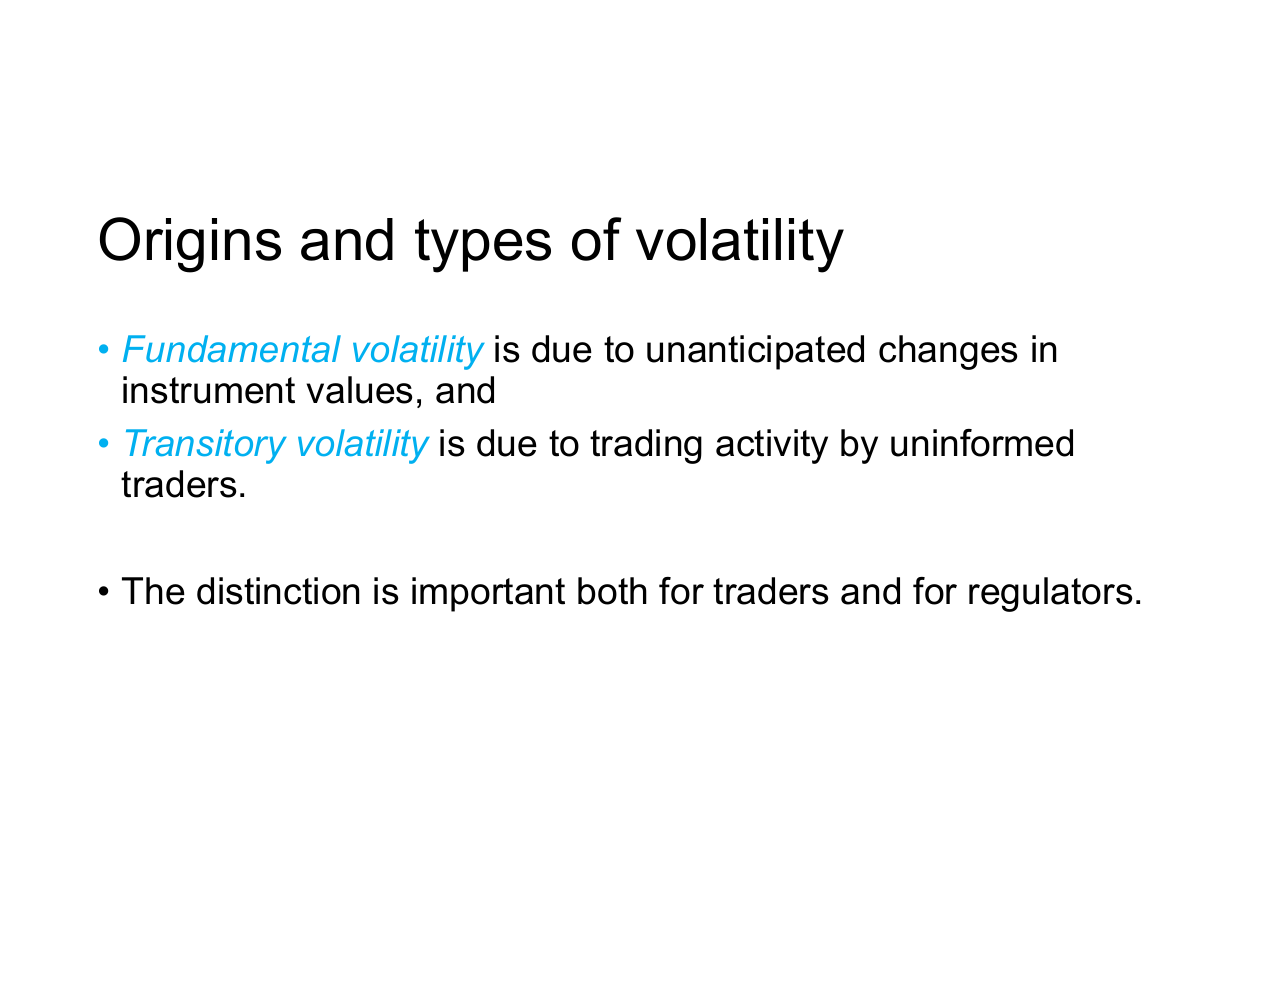 Origins and types of volatility
• Fundamental volatility is due to unanticipated changes in
instrument values, and
• Transitory volatility is due to trading activity by uninformed
traders.
• The distinction is important both for traders and for regulators.